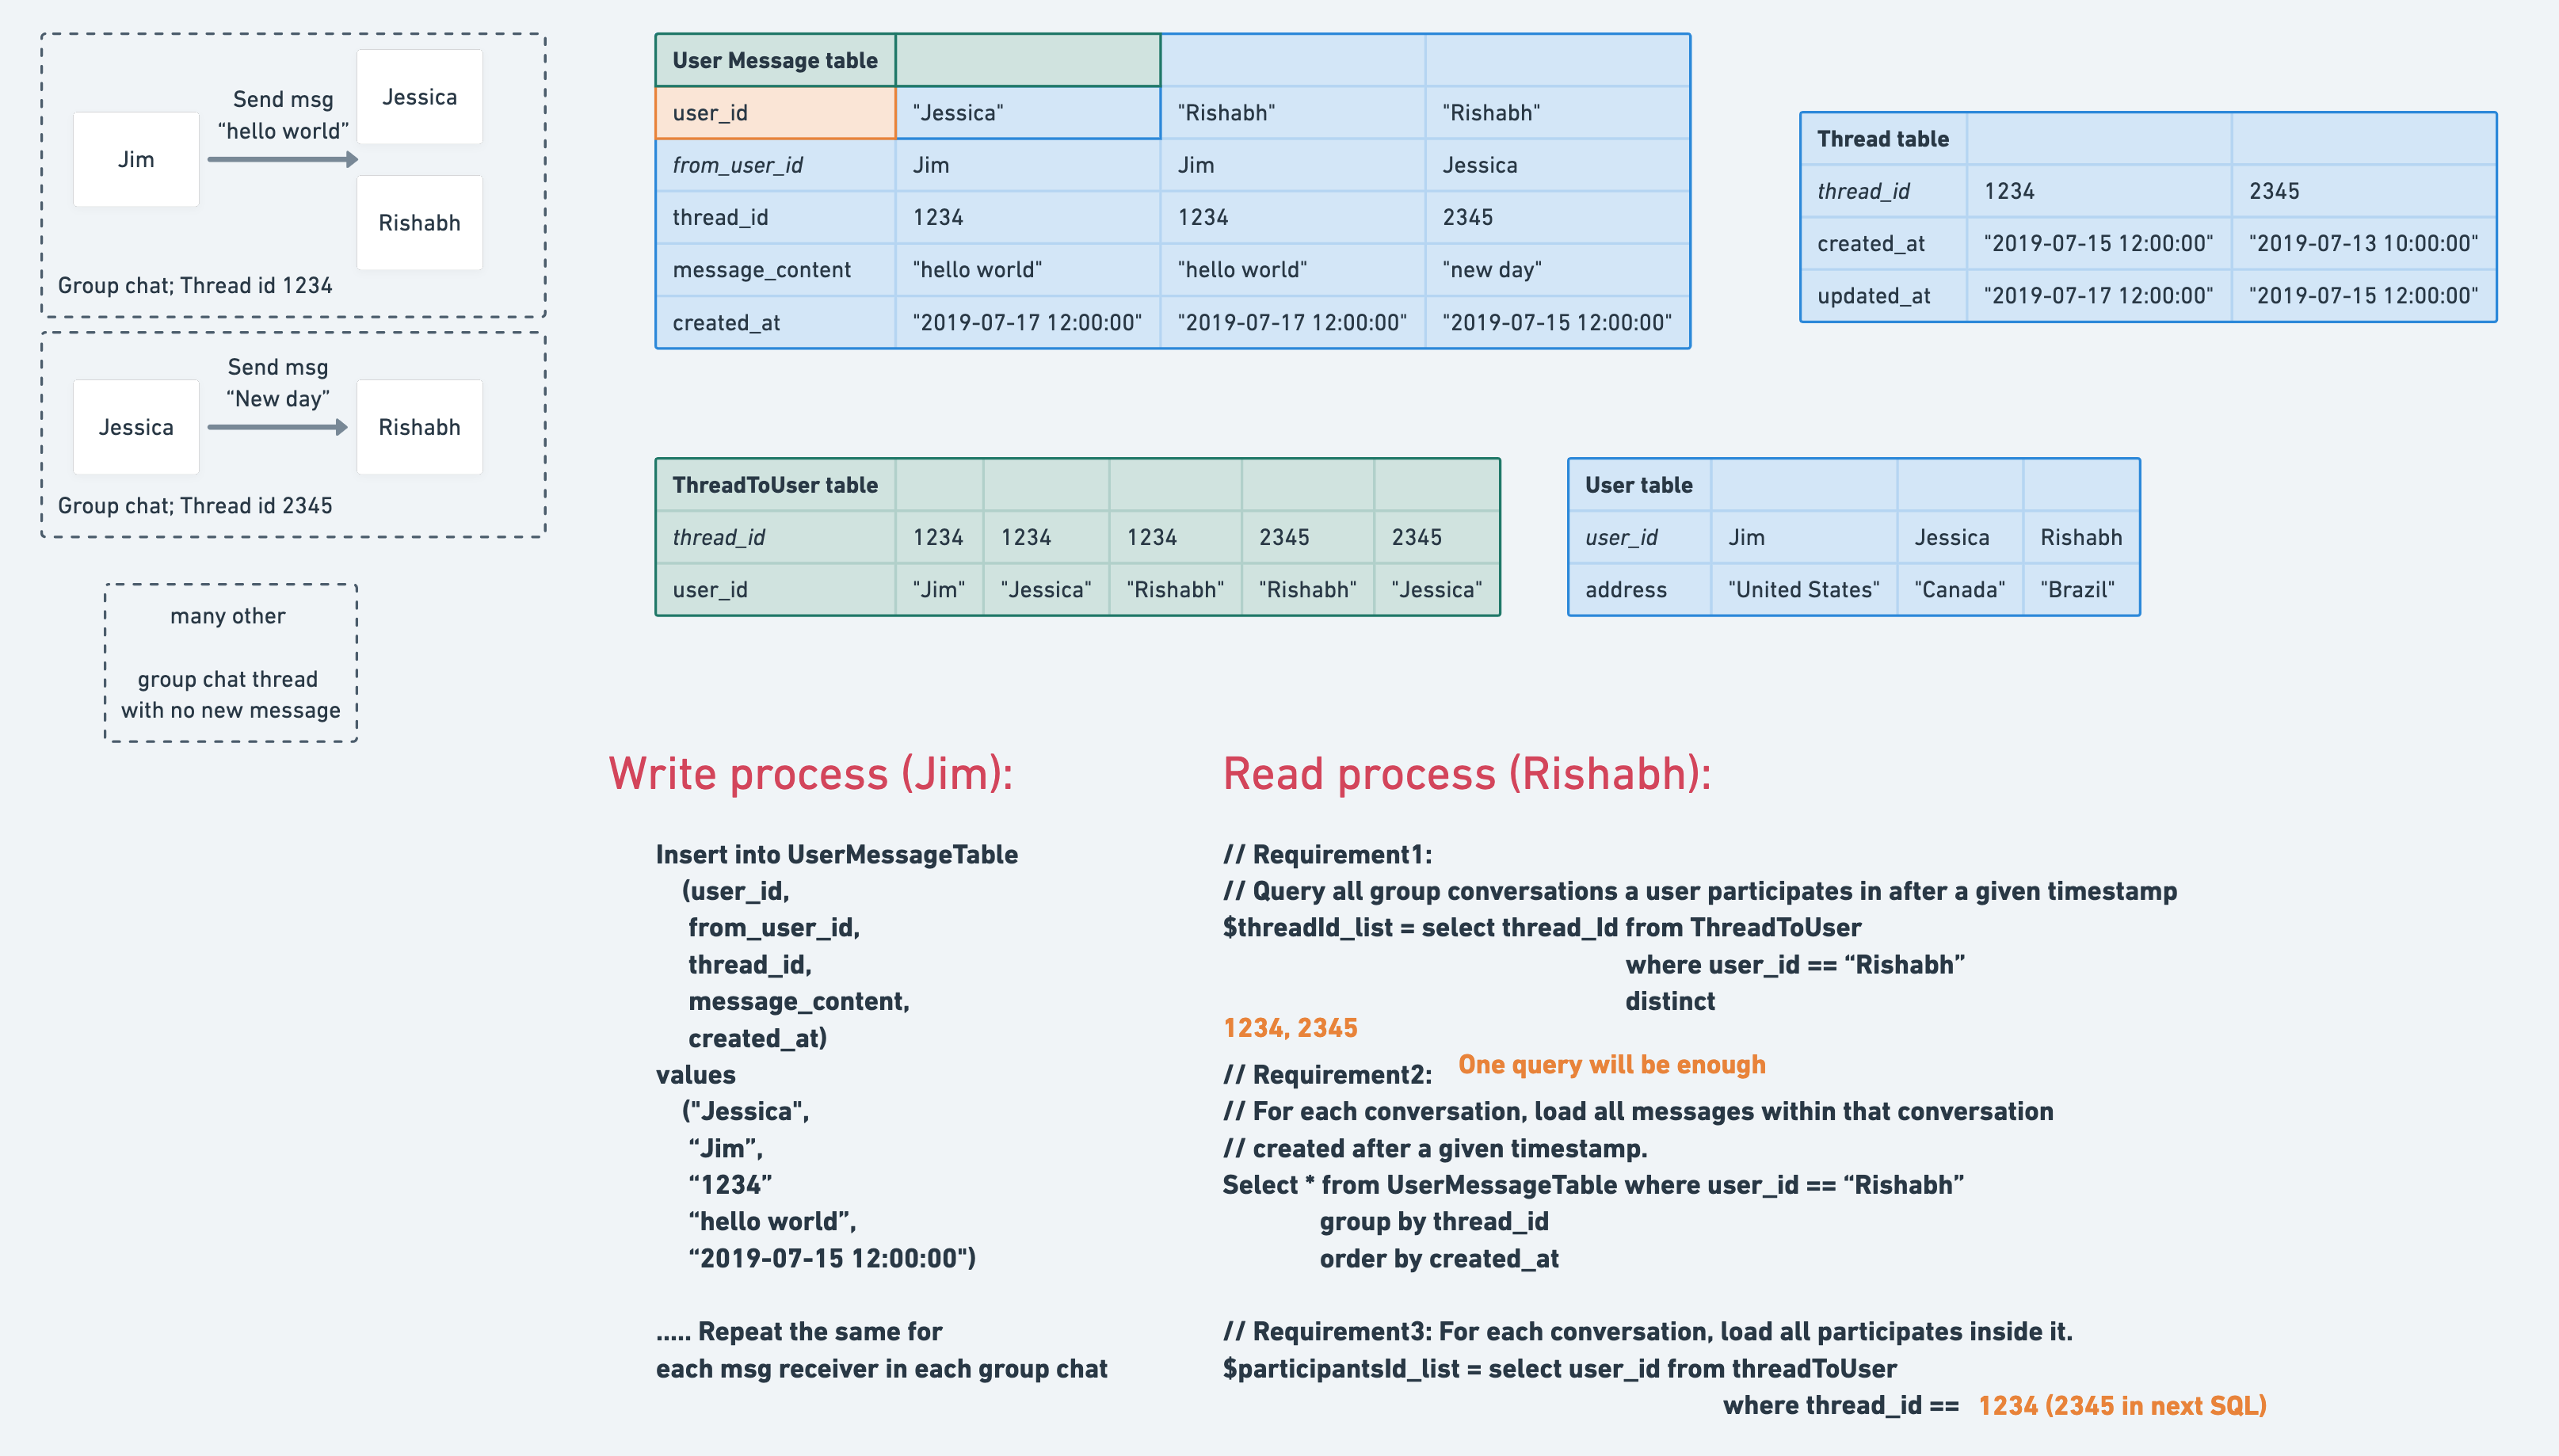 Jim
Send msg
“hello world”
Jessica
Rishabh
Group chat; Thread id 1234
Jessica
Send msg
“New day”
Rishabh
Group chat; Thread id 2345
many other
group chat thread
with no new message
User Message table
user_id "Jessica" "Rishabh" "Rishabh"
from_user_id Jim Jim Jessica
thread_id 1234 1234 2345
message_content "hello world" "hello world" "new day"
created_at "2019-07-17 12:00:00" "2019-07-17 12:00:00" "2019-07-15 12:00:00"
Thread table
thread_id 1234 2345
created_at "2019-07-15 12:00:00" "2019-07-13 10:00:00"
updated_at "2019-07-17 12:00:00" "2019-07-15 12:00:00"
ThreadToUser table
thread_id 1234 1234 1234 2345 2345
user_id "Jim" "Jessica" "Rishabh" "Rishabh" "Jessica"
User table
user_id Jim Jessica Rishabh
address "United States" "Canada" "Brazil"
Write process (Jim):
Insert into UserMessageTable
(user_id,
from_user_id,
thread_id,
message_content,
created_at)
values
("Jessica",
“Jim”,
“1234”
“hello world”,
“2019-07-15 12:00:00")
..... Repeat the same for
each msg receiver in each group chat
Read process (Rishabh):
// Requirement1:
// Query all group conversations a user participates in after a given timestamp
$threadId_list = select thread_Id from ThreadToUser
where user_id == “Rishabh”
distinct
1234, 2345
// Requirement2: One query will be enough
// For each conversation, load all messages within that conversation
// created after a given timestamp.
Select * from UserMessageTable where user_id == “Rishabh”
group by thread_id
order by created_at
// Requirement3: For each conversation, load all participates inside it.
$participantsId_list = select user_id from threadToUser
where thread_id == 1234 (2345 in next SQL)